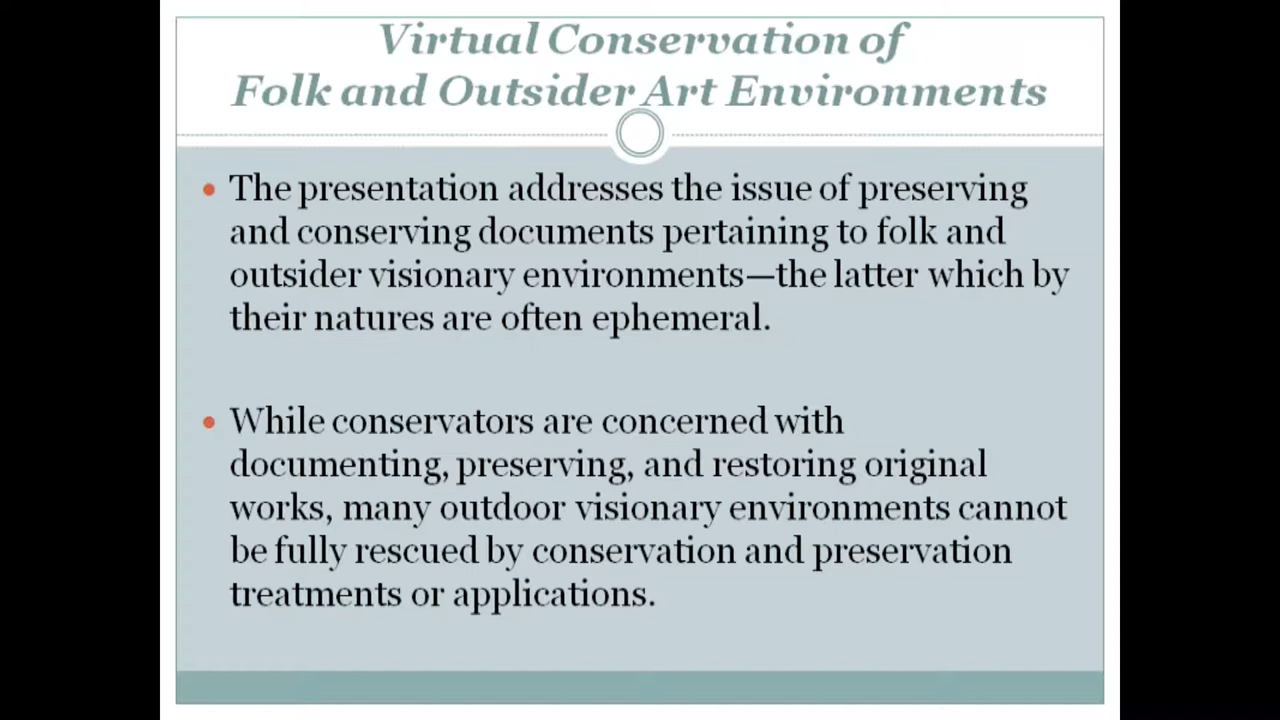 Virtual Conservation of
Folk and Outsider Art Environments
• The presentation addresses the issue of preserving
and conserving documents pertaining to folk and
outsider visionary environments—the latter which by
their natures are often ephemeral.
• While conservators are concerned with
documenting, preserving, and restoring original
works, many outdoor visionary environments cannot
be fully rescued by conservation and preservation
treatments or applications.